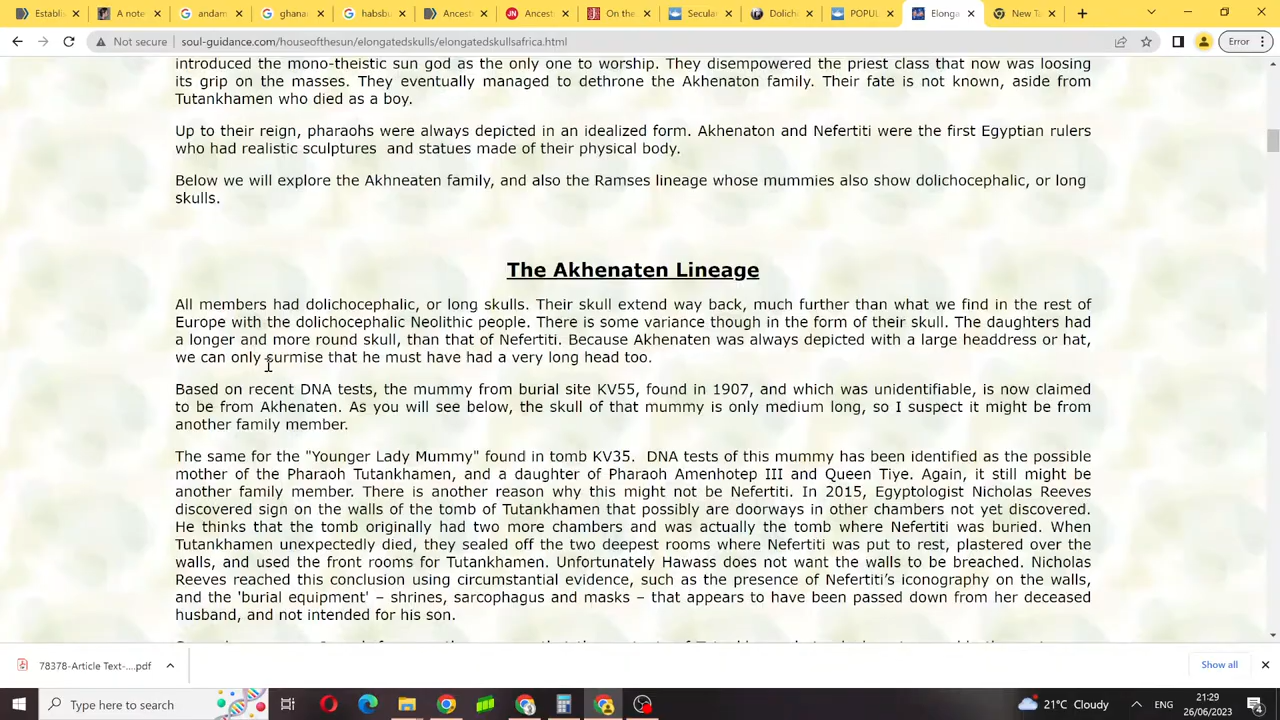 Establis
A note
andam
ghana
habsbu
Ancest
Ances
On the
Secular
Dolich
POPUL
Elonga
New Ta
Not secure
soul-guidance.com/houseofthesun/elongatedskulls/elongatedskullsafrica.html
Error
introduced the mono-theistic sun god as the only one to worship. They disempowered the priest class that now was loosing
its grip on the masses. They eventually managed to dethrone the Akhenaton family. Their fate is not known, aside from
Tutankhamen who died as a boy.
Up to their reign, pharaohs were always depicted in an idealized form. Akhenaton and Nefertiti were the first Egyptian rulers
who had realistic sculptures and statues made of their physical body.
Below we will explore the Akhneaten family, and also the Ramses lineage whose mummies also show dolichocephalic, or long
skulls.
The Akhenaten Lineage
All members had dolichocephalic, or long skulls. Their skull extend way back, much further than what we find in the rest of
Europe with the dolichocephalic Neolithic people. There is some variance though in the form of their skull. The daughters had
a longer and more round skull, than that of Nefertiti. Because Akhenaten was always depicted with a large headdress or hat,
we can only surmise that he must have had a very long head too.
Based on recent DNA tests, the mummy from burial site KV55, found in 1907, and which was unidentifiable, is now claimed
to be from Akhenaten. As you will see below, the skull of that mummy is only medium long, so I suspect it might be from
another family member.
The same for the "Younger Lady Mummy" found in tomb KV35. DNA tests of this mummy has been identified as the possible
mother of the Pharaoh Tutankhamen, and a daughter of Pharaoh Amenhotep III and Queen Tiye. Again, it still might be
another family member. There is another reason why this might not be Nefertiti. In 2015, Egyptologist Nicholas Reeves
discovered sign on the walls of the tomb of Tutankhamen that possibly are doorways in other chambers not yet discovered.
He thinks that the tomb originally had two more chambers and was actually the tomb where Nefertiti was buried. When
Tutankhamen unexpectedly died, they sealed off the two deepest rooms where Nefertiti was put to rest, plastered over the
walls, and used the front rooms for Tutankhamen. Unfortunately Hawass does not want the walls to be breached. Nicholas
Reeves reached this conclusion using circumstantial evidence, such as the presence of Nefertiti’s iconography on the walls,
and the 'burial equipment' – shrines, sarcophagus and masks – that appears to have been passed down from her deceased
husband, and not intended for his son.
78378-Article Text-....pdf
Show all
Type here to search
21°C Cloudy
ENG
21:29
26/06/2023
4